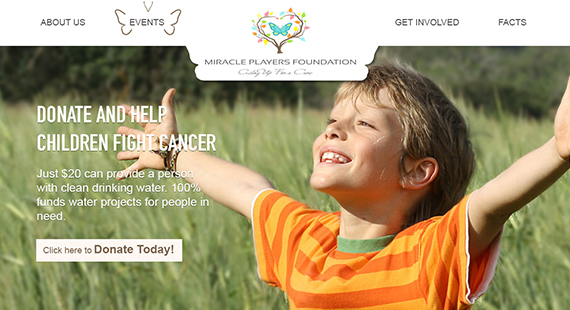 ABOUT US
EVENTS
GET INVOLVED
FACTS
MIRACLE PLAYERS FOUNDATION
DONATE AND HELP
CHILDREN FIGHT CANCER
Just $20 can provide a person
with clean drinking water. 100%
funds water projects for people in
need.
Click here to Donate Today!